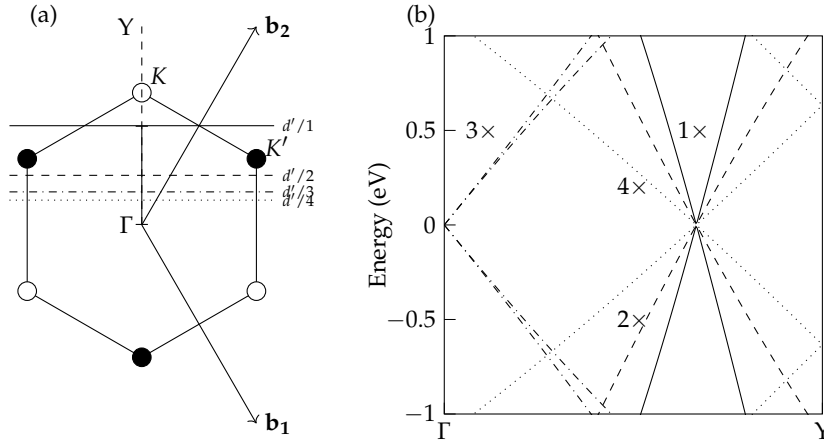 (a)
Y
b₂
K
d′/1
K′
d′/2
d′/3
d′/4
Γ
b₁
(b)
Energy (eV)
1
0.5
0
−0.5
−1
3×
1×
4×
2×
Γ
Y